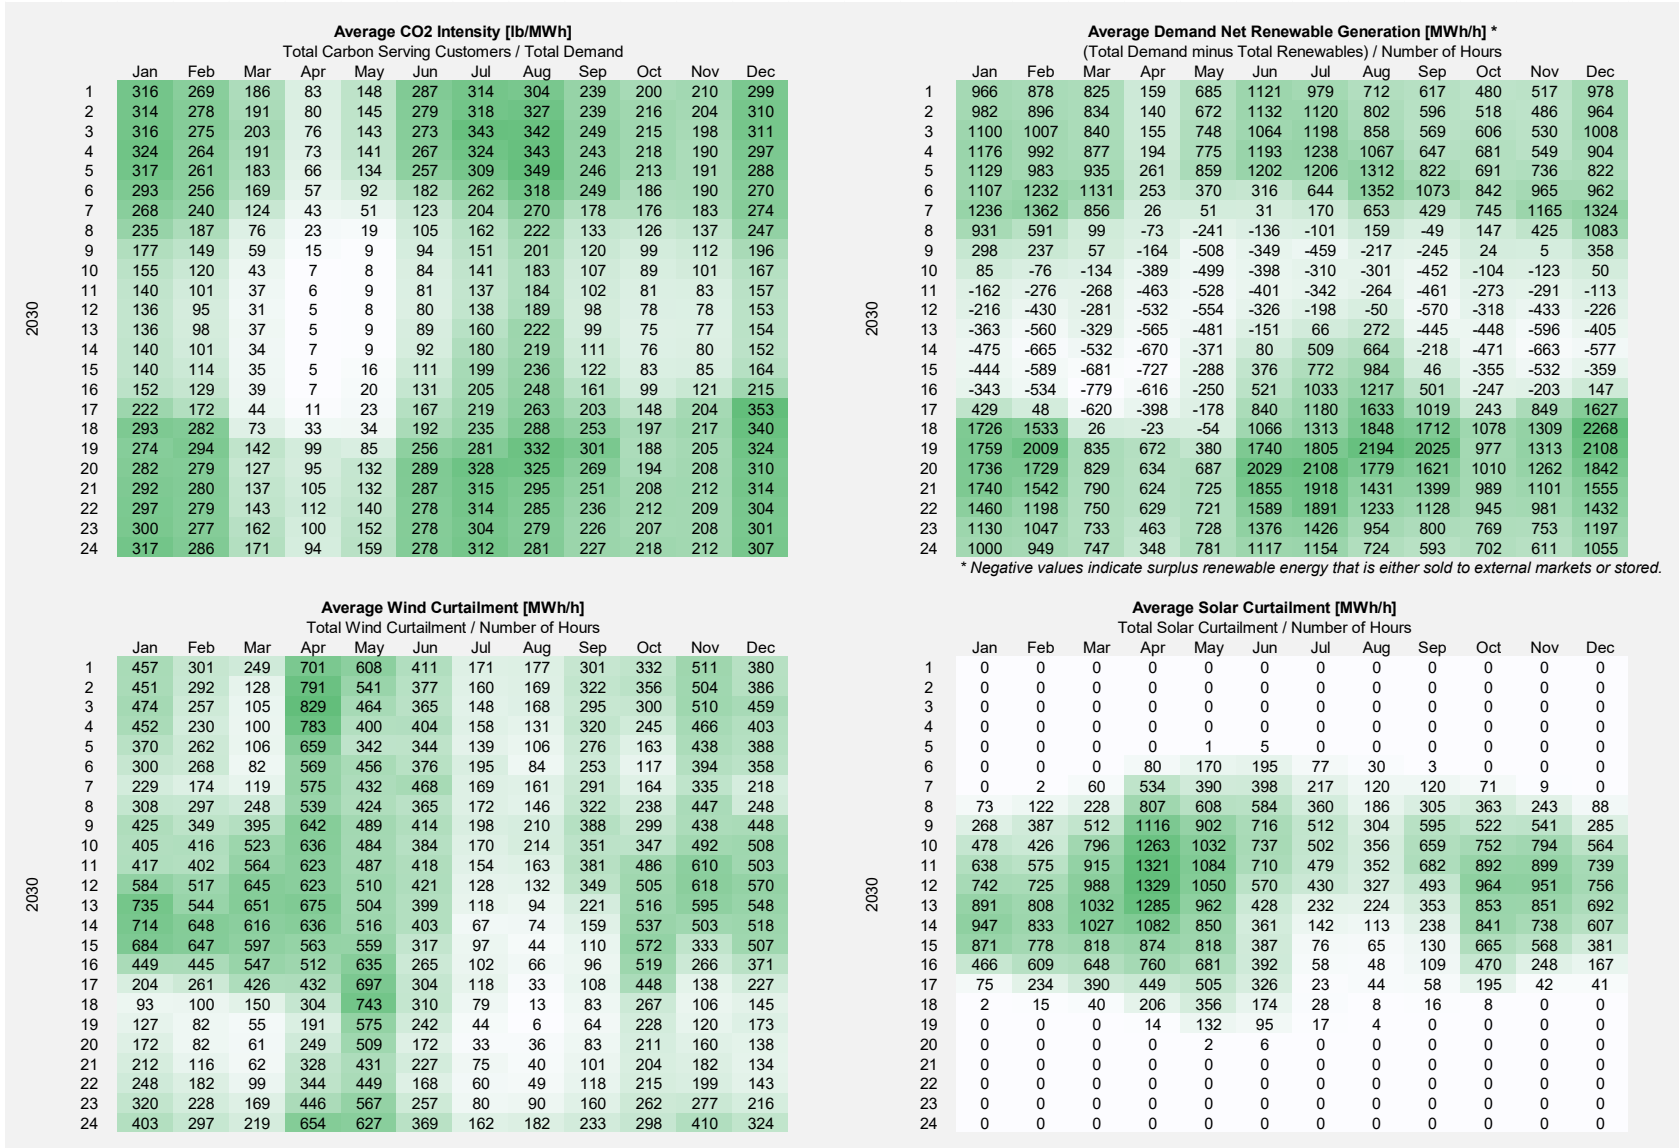 Average CO2 Intensity [lb/MWh]
Total Carbon Serving Customers / Total Demand
Jan Feb Mar Apr May Jun Jul Aug Sep Oct Nov Dec
1 316 269 186 83 148 287 314 304 239 200 210 299
2 314 278 191 80 145 279 318 327 239 216 204 310
3 316 275 203 76 143 273 343 342 249 215 198 311
4 324 264 191 73 141 267 324 343 243 218 190 297
5 317 261 183 66 134 257 309 349 246 213 191 288
6 293 256 169 57 92 182 262 318 249 186 190 270
7 268 240 124 43 51 123 204 270 178 176 183 274
8 235 187 76 23 19 105 162 222 133 126 137 247
9 177 149 59 15 9 94 151 201 120 99 112 196
10 155 120 43 7 8 84 141 183 107 89 101 167
11 140 101 37 6 9 81 137 184 102 81 83 157
12 136 95 31 5 8 80 138 189 98 78 78 153
13 136 98 37 5 9 89 160 222 99 75 77 154
14 140 101 34 7 9 92 180 219 111 76 80 152
15 140 114 35 5 16 111 199 236 122 83 85 164
16 152 129 39 7 20 131 205 248 161 99 121 215
17 222 172 44 11 23 167 219 263 203 148 204 353
18 293 282 73 33 34 192 235 288 253 197 217 340
19 274 294 142 99 85 256 281 332 301 188 205 324
20 282 279 127 95 132 289 328 325 269 194 208 310
21 292 280 137 105 132 287 315 295 251 208 212 314
22 297 279 143 112 140 278 314 285 236 212 209 304
23 300 277 162 100 152 278 304 279 226 207 208 301
24 317 286 171 94 159 278 312 281 227 218 212 307
2030
Average Demand Net Renewable Generation [MWh/h] *
(Total Demand minus Total Renewables) / Number of Hours
Jan Feb Mar Apr May Jun Jul Aug Sep Oct Nov Dec
1 966 878 825 159 685 1121 979 712 617 480 517 978
2 982 896 834 140 672 1132 1120 802 596 518 486 964
3 1100 1007 840 155 748 1064 1198 858 569 606 530 1008
4 1176 992 877 194 775 1193 1238 1067 647 681 549 904
5 1129 983 935 261 859 1202 1206 1312 822 691 736 822
6 1107 1232 1131 253 370 316 644 1352 1073 842 965 962
7 1236 1362 856 26 51 31 170 653 429 745 1165 1324
8 931 591 99 -73 -241 -136 -101 159 -49 147 425 1083
9 298 237 57 -164 -508 -349 -459 -217 -245 24 5 358
10 85 -76 -134 -389 -499 -398 -310 -301 -452 -104 -123 50
11 -162 -276 -268 -463 -528 -401 -342 -264 -461 -273 -291 -113
12 -216 -430 -281 -532 -554 -326 -198 -50 -570 -318 -433 -226
13 -363 -560 -329 -565 -481 -151 66 272 -445 -448 -596 -405
14 -475 -665 -532 -670 -371 80 509 664 -218 -471 -663 -577
15 -444 -589 -681 -727 -288 376 772 984 46 -355 -532 -359
16 -343 -534 -779 -616 -250 521 1033 1217 501 -247 -203 147
17 429 48 -620 -398 -178 840 1180 1633 1019 243 849 1627
18 1726 1533 26 -23 -54 1066 1313 1848 1712 1078 1309 2268
19 1759 2009 835 672 380 1740 1805 2194 2025 977 1313 2108
20 1736 1729 829 634 687 2029 2108 1779 1621 1010 1262 1842
21 1740 1542 790 624 725 1855 1918 1431 1399 989 1101 1555
22 1460 1198 750 629 721 1589 1891 1233 1128 945 981 1432
23 1130 1047 733 463 728 1376 1426 954 800 769 753 1197
24 1000 949 747 348 781 1117 1154 724 593 702 611 1055
2030
* Negative values indicate surplus renewable energy that is either sold to external markets or stored.
Average Wind Curtailment [MWh/h]
Total Wind Curtailment / Number of Hours
Jan Feb Mar Apr May Jun Jul Aug Sep Oct Nov Dec
1 457 301 249 701 608 411 171 177 301 332 511 380
2 451 292 128 791 541 377 160 169 322 356 504 386
3 474 257 105 829 464 365 148 168 295 300 510 459
4 452 230 100 783 400 404 158 131 320 245 466 403
5 370 262 106 659 342 344 139 106 276 163 438 388
6 300 268 82 569 456 376 195 84 253 117 394 358
7 229 174 119 575 432 468 169 161 291 164 335 218
8 308 297 248 539 424 365 172 146 322 238 447 248
9 425 349 395 642 489 414 198 210 388 299 438 448
10 405 416 523 636 484 384 170 214 351 347 492 508
11 417 402 564 623 487 418 154 163 381 486 610 503
12 584 517 645 623 510 421 128 132 349 505 618 570
13 735 544 651 675 504 399 118 94 221 516 595 548
14 714 648 616 636 516 403 67 74 159 537 503 518
15 684 647 597 563 559 317 97 44 110 572 333 507
16 449 445 547 512 635 265 102 66 96 519 266 371
17 204 261 426 432 697 304 118 33 108 448 138 227
18 93 100 150 304 743 310 79 13 83 267 106 145
19 127 82 55 191 575 242 44 6 64 228 120 173
20 172 82 61 249 509 172 33 36 83 211 160 138
21 212 116 62 328 431 227 75 40 101 204 182 134
22 248 182 99 344 449 168 60 49 118 215 199 143
23 320 228 169 446 567 257 80 90 160 262 277 216
24 403 297 219 654 627 369 162 182 233 298 410 324
2030
Average Solar Curtailment [MWh/h]
Total Solar Curtailment / Number of Hours
Jan Feb Mar Apr May Jun Jul Aug Sep Oct Nov Dec
1 0 0 0 0 0 0 0 0 0 0 0 0
2 0 0 0 0 0 0 0 0 0 0 0 0
3 0 0 0 0 0 0 0 0 0 0 0 0
4 0 0 0 0 0 0 0 0 0 0 0 0
5 0 0 0 0 1 5 0 0 0 0 0 0
6 0 0 0 80 170 195 77 30 3 0 0 0
7 0 2 60 534 390 398 217 120 120 71 9 0
8 73 122 228 807 608 584 360 186 305 363 243 88
9 268 387 512 1116 902 716 512 304 595 522 541 285
10 478 426 796 1263 1032 737 502 356 659 752 794 564
11 638 575 915 1321 1084 710 479 352 682 892 899 739
12 742 725 988 1329 1050 570 430 327 493 964 951 756
13 891 808 1032 1285 962 428 232 224 353 853 851 692
14 947 833 1027 1082 850 361 142 113 238 841 738 607
15 871 778 818 874 818 387 76 65 130 665 568 381
16 466 609 648 760 681 392 58 48 109 470 248 167
17 75 234 390 449 505 326 23 44 58 195 42 41
18 2 15 40 206 356 174 28 8 16 8 0 0
19 0 0 0 14 132 95 17 4 0 0 0 0
20 0 0 0 0 2 6 0 0 0 0 0 0
21 0 0 0 0 0 0 0 0 0 0 0 0
22 0 0 0 0 0 0 0 0 0 0 0 0
23 0 0 0 0 0 0 0 0 0 0 0 0
24 0 0 0 0 0 0 0 0 0 0 0 0
2030